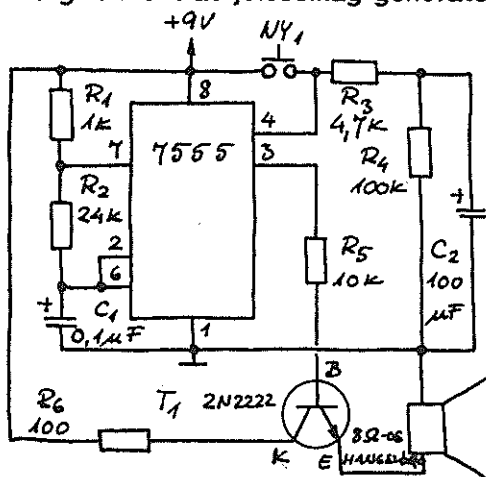 +9V
NY1
8
R1
1K
R3
4,7K
4
7555
7
3
R4
100K
R2
24K
2
6
R5
10K
C2
100
µF
+
+
C1
0,1µF
1
R6
100
T1
2N2222
B
K
E
8Ω-os